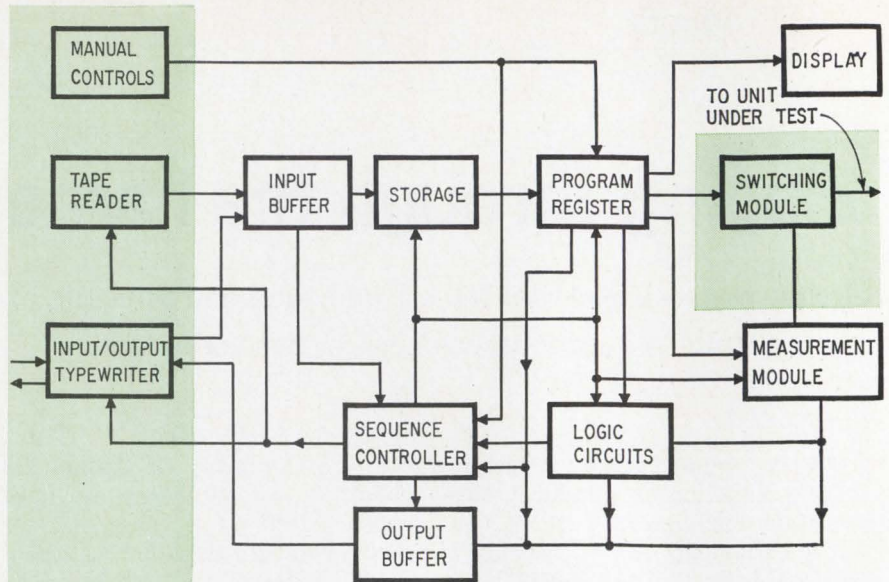 MANUAL
CONTROLS
DISPLAY
TO UNIT
UNDER TEST
TAPE
READER
INPUT
BUFFER
STORAGE
PROGRAM
REGISTER
SWITCHING
MODULE
INPUT/OUTPUT
TYPEWRITER
MEASUREMENT
MODULE
SEQUENCE
CONTROLLER
LOGIC
CIRCUITS
OUTPUT
BUFFER